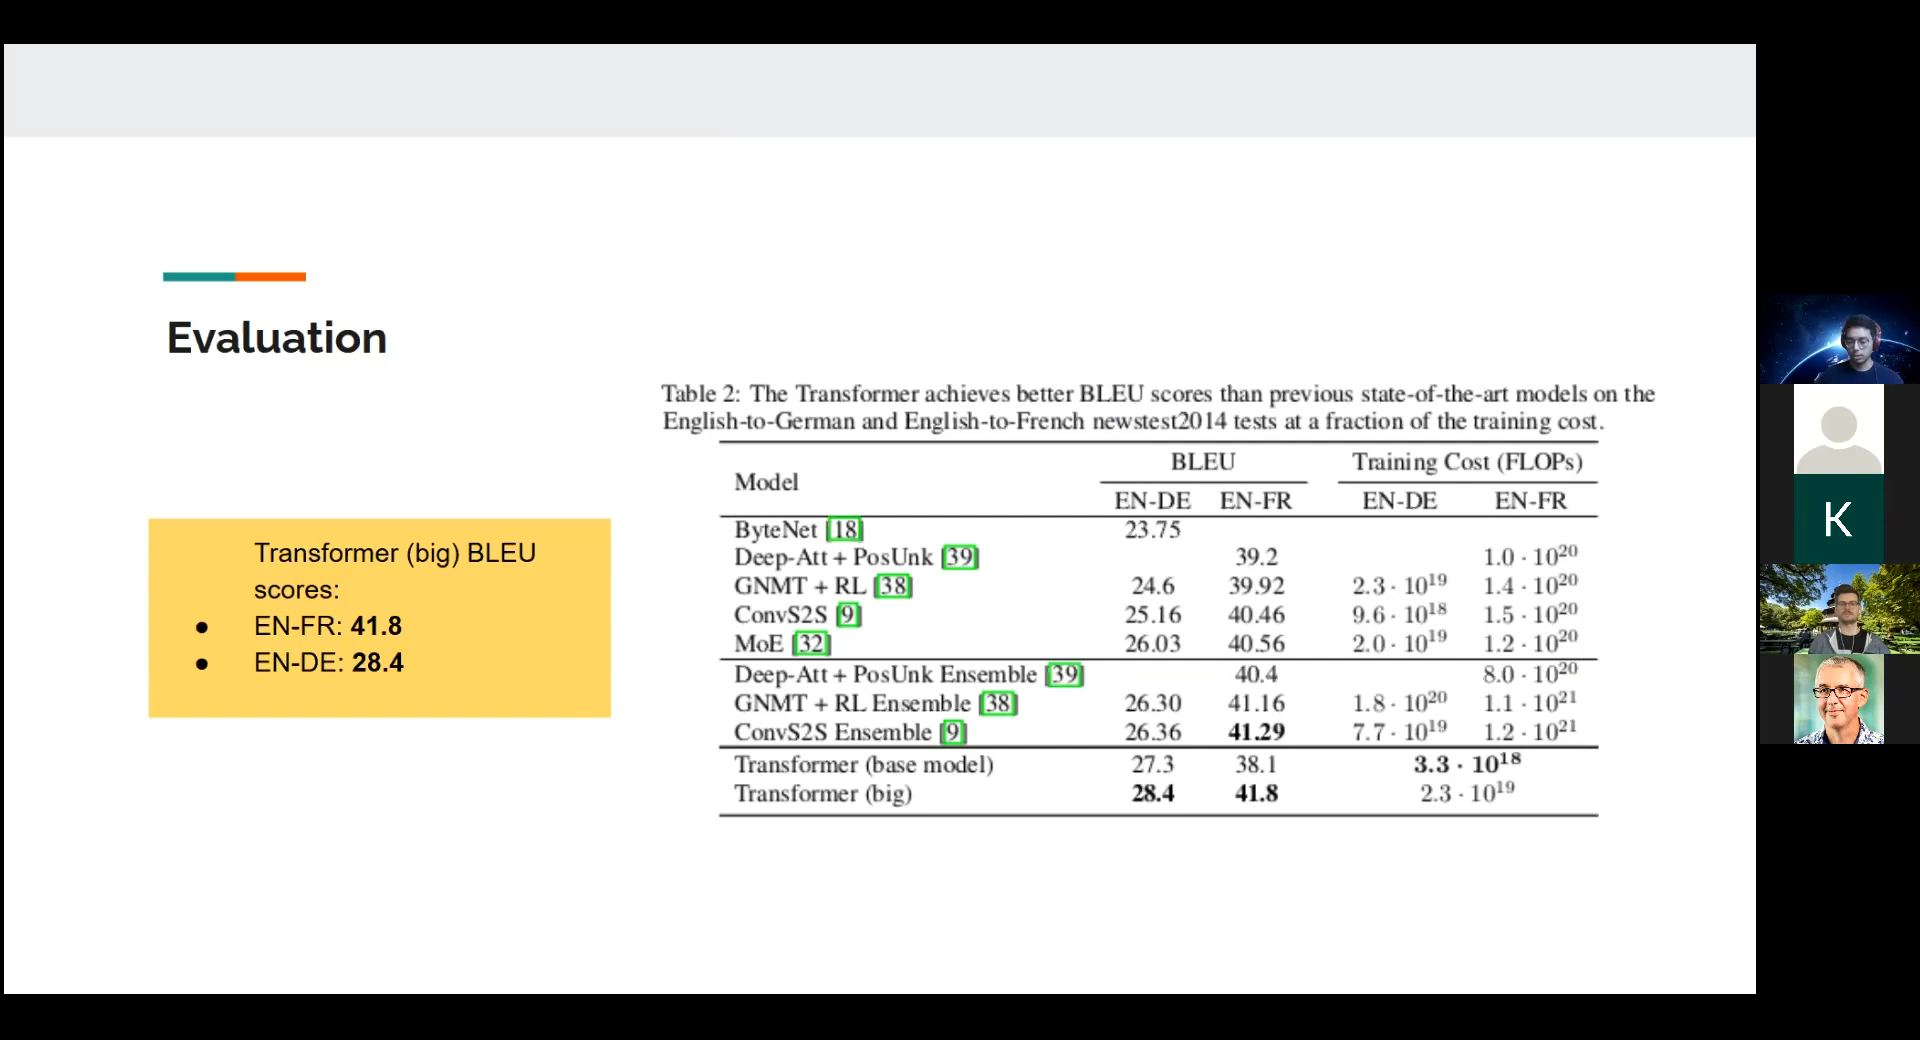 Evaluation
Transformer (big) BLEU
scores:
● EN-FR: 41.8
● EN-DE: 28.4
Table 2: The Transformer achieves better BLEU scores than previous state-of-the-art models on the
English-to-German and English-to-French newstest2014 tests at a fraction of the training cost.
Model BLEU Training Cost (FLOPs)
EN-DE EN-FR EN-DE EN-FR
ByteNet [18] 23.75
Deep-Att + PosUnk [39] 39.2 1.0 · 10²⁰
GNMT + RL [38] 24.6 39.92 2.3 · 10¹⁹ 1.4 · 10²⁰
ConvS2S [9] 25.16 40.46 9.6 · 10¹⁸ 1.5 · 10²⁰
MoE [32] 26.03 40.56 2.0 · 10¹⁹ 1.2 · 10²⁰
Deep-Att + PosUnk Ensemble [39] 40.4 8.0 · 10²⁰
GNMT + RL Ensemble [38] 26.30 41.16 1.8 · 10²⁰ 1.1 · 10²¹
ConvS2S Ensemble [9] 26.36 41.29 7.7 · 10¹⁹ 1.2 · 10²¹
Transformer (base model) 27.3 38.1 3.3 · 10¹⁸
Transformer (big) 28.4 41.8 2.3 · 10¹⁹
K